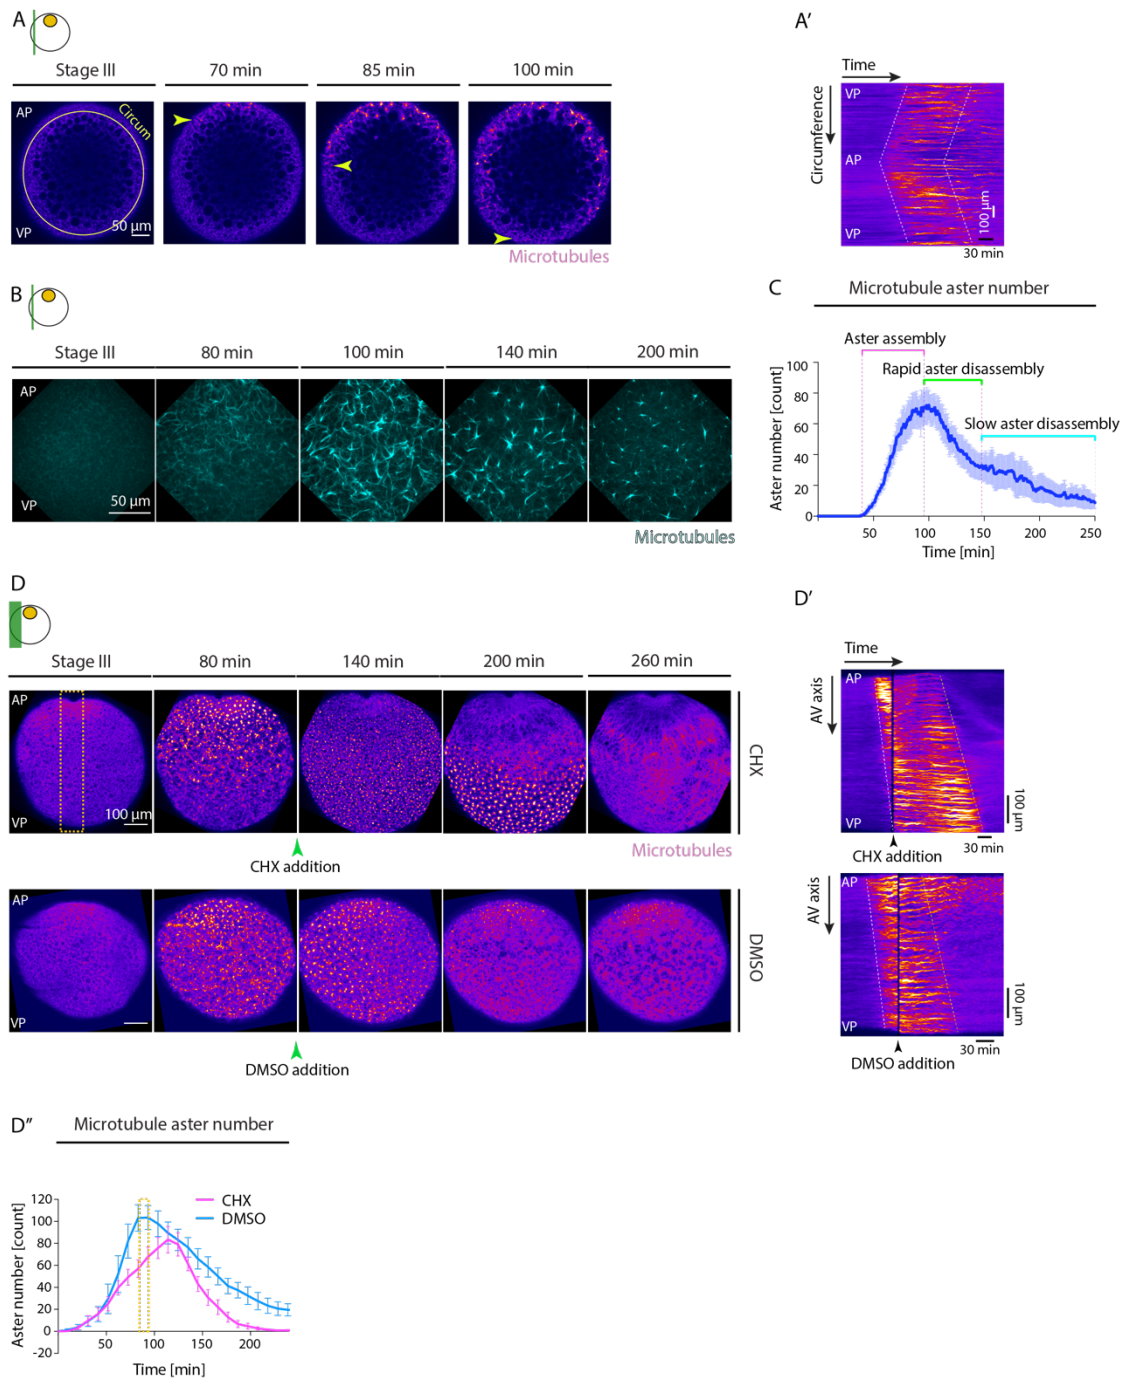 A
Stage III
70 min
85 min
100 min
AP
Circum
VP
50 μm
Microtubules
A'
Time
Circumference
VP
AP
VP
100 μm
30 min
B
Stage III
80 min
100 min
140 min
200 min
AP
VP
50 μm
Microtubules
C
Microtubule aster number
Aster assembly
Rapid aster disassembly
Slow aster disassembly
Aster number [count]
100
80
60
40
20
0
50
100
150
200
250
Time [min]
D
Stage III
80 min
140 min
200 min
260 min
AP
VP
100 μm
CHX
CHX addition
Microtubules
AP
VP
DMSO
DMSO addition
D'
Time
AV axis
AP
VP
100 μm
30 min
CHX addition
AV axis
AP
VP
100 μm
30 min
DMSO addition
D"
Microtubule aster number
CHX
DMSO
Aster number [count]
120
100
80
60
40
20
0
-20
50
100
150
200
Time [min]